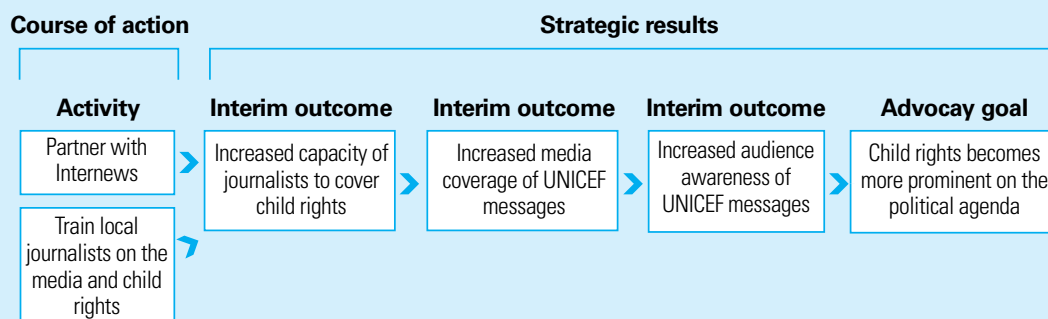 Course of action
Strategic results
Activity
Interim outcome
Interim outcome
Interim outcome
Advocay goal
Partner with
Internews
Train local
journalists on the
media and child
rights
Increased capacity of
journalists to cover
child rights
Increased media
coverage of UNICEF
messages
Increased audience
awareness of
UNICEF messages
Child rights becomes
more prominent on the
political agenda